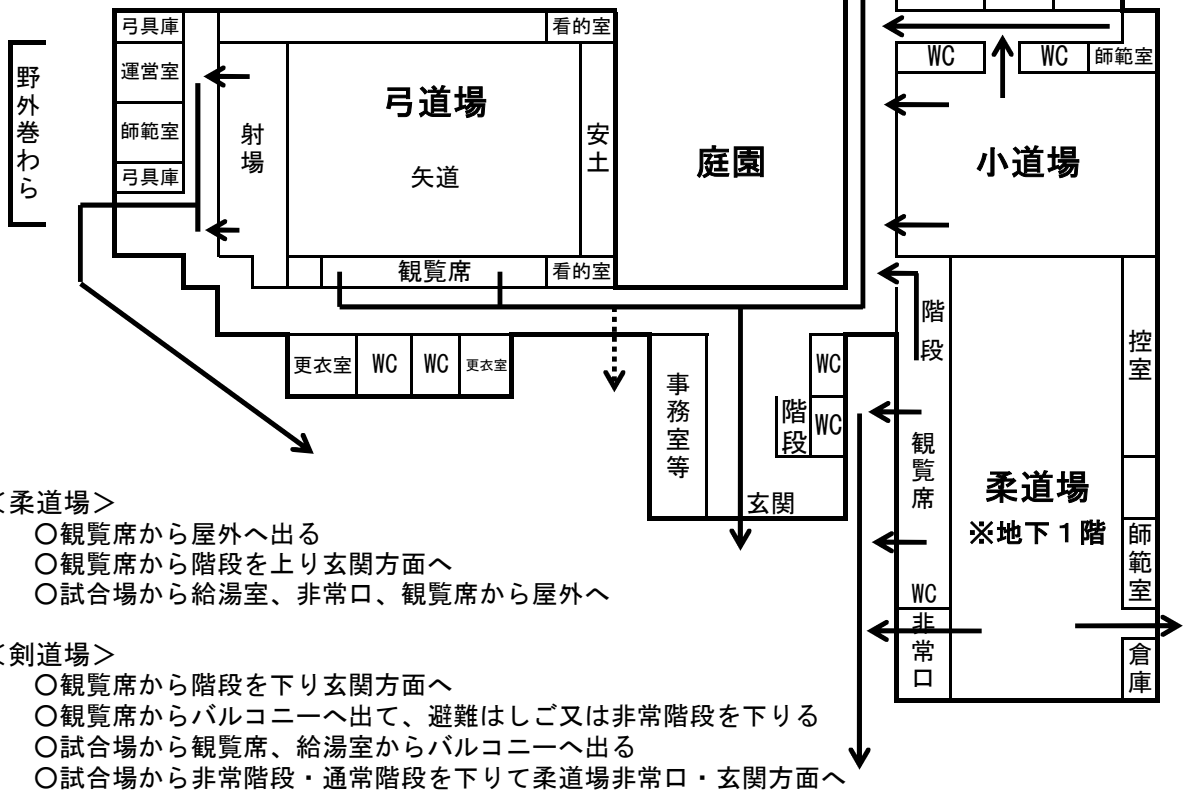 弓具庫
看的室
野外巻わら
運営室
師範室
弓具庫
射場
弓道場
矢道
安土
庭園
観覧席
看的室
WC
WC
師範室
小道場
更衣室
WC
WC
更衣室
事務室等
WC
階段
WC
玄関
階段
観覧席
WC
非常口
柔道場
※地下1階
控室
師範室
倉庫
<柔道場>
○観覧席から屋外へ出る
○観覧席から階段を上り玄関方面へ
○試合場から給湯室、非常口、観覧席から屋外へ
<剣道場>
○観覧席から階段を下り玄関方面へ
○観覧席からバルコニーへ出て、避難はしご又は非常階段を下りる
○試合場から観覧席、給湯室からバルコニーへ出る
○試合場から非常階段・通常階段を下りて柔道場非常口・玄関方面へ